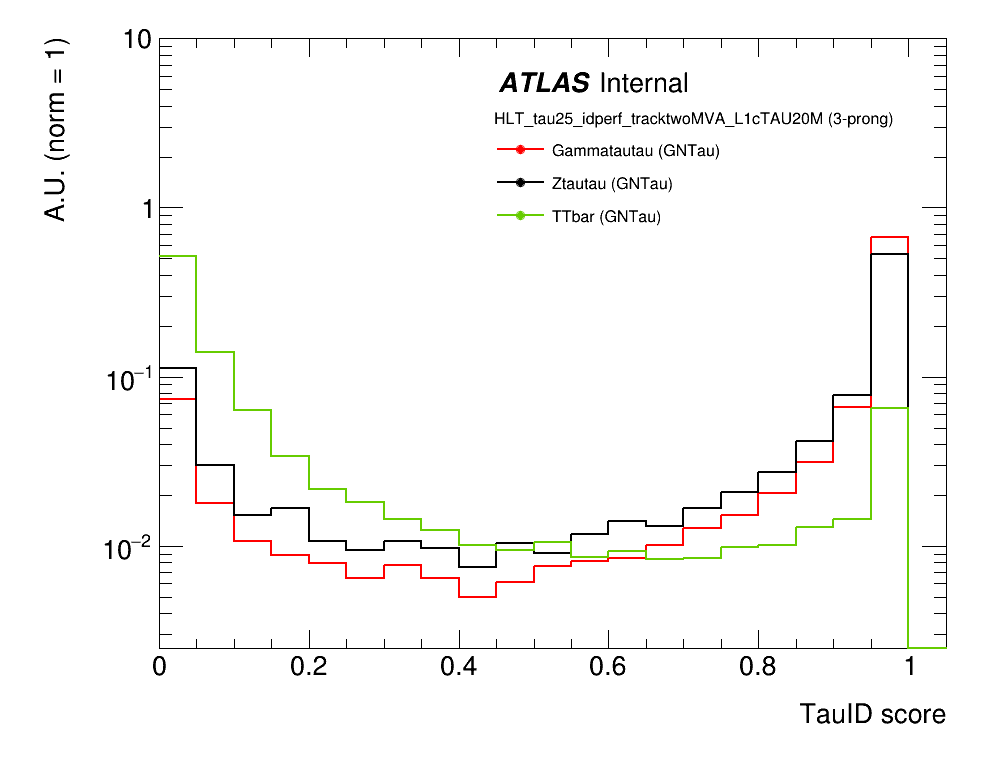 10
A.U. (norm = 1)
ATLAS Internal
HLT_tau25_idperf_tracktwoMVA_L1cTAU20M (3-prong)
Gammatautau (GNTau)
Ztautau (GNTau)
TTbar (GNTau)
1
10⁻¹
10⁻²
0 0.2 0.4 0.6 0.8 1
TauID score